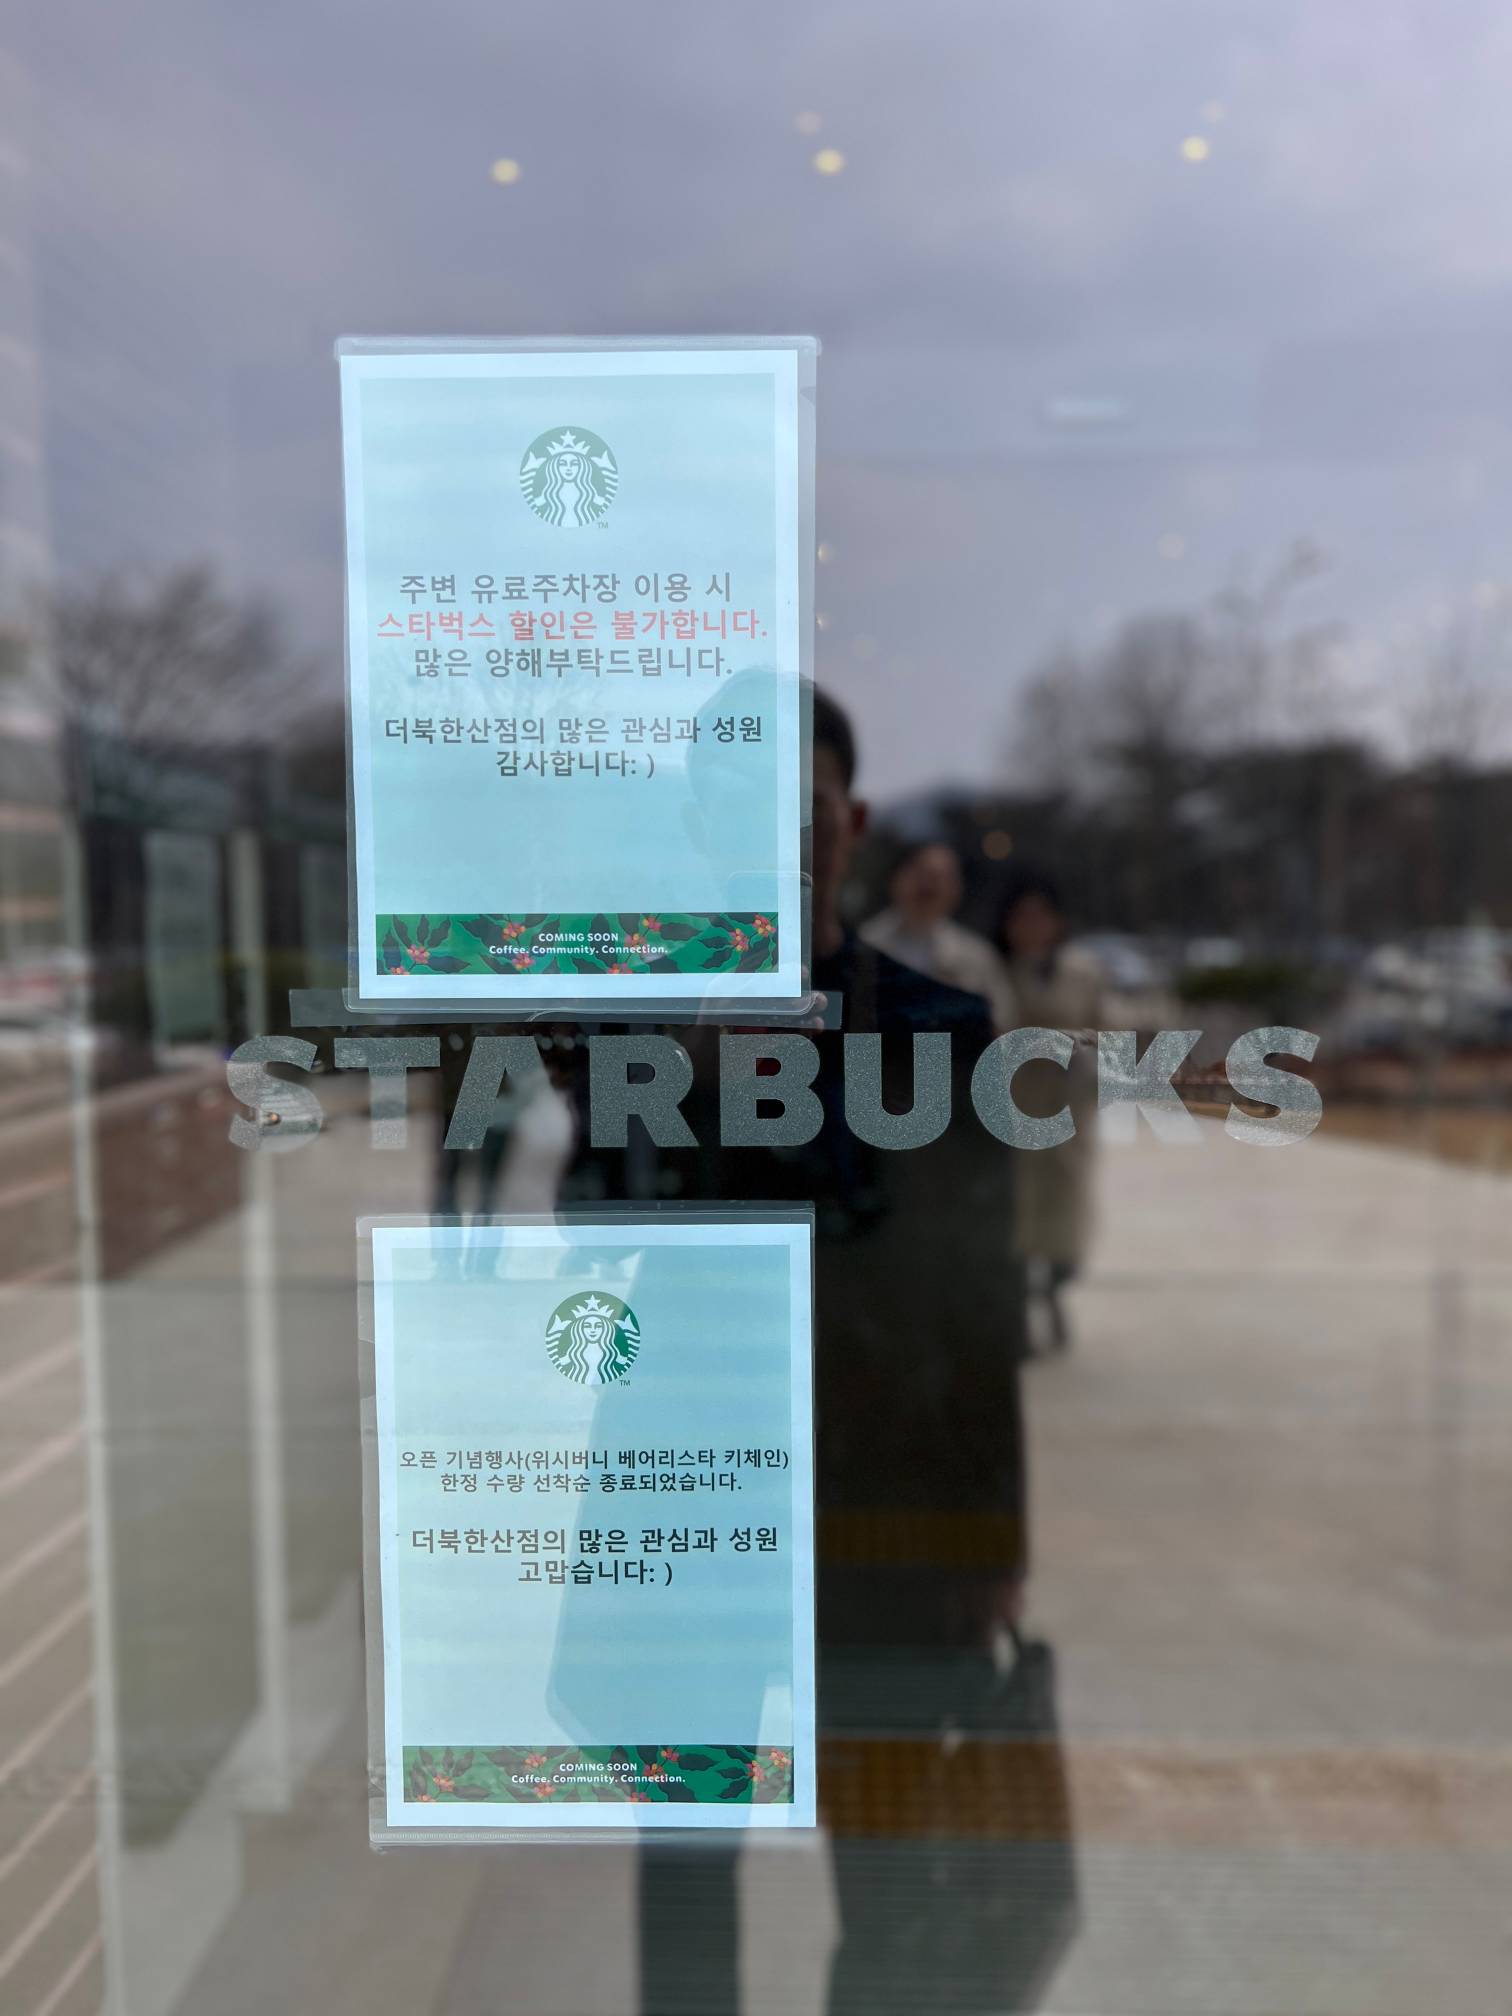 TM
주변 유료주차장 이용 시
스타벅스 할인은 불가합니다.
많은 양해부탁드립니다.
더북한산점의 많은 관심과 성원
감사합니다: )
COMING SOON
Coffee. Community. Connection.
STARBUCKS
TM
오픈 기념행사(위시버니 베어리스타 키체인)
한정 수량 선착순 종료되었습니다.
더북한산점의 많은 관심과 성원
고맙습니다: )
COMING SOON
Coffee. Community. Connection.